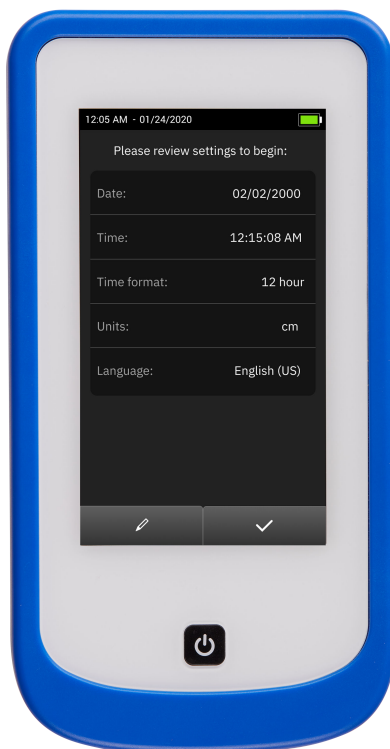 12:05 AM - 01/24/2020
Please review settings to begin:
Date: 02/02/2000
Time: 12:15:08 AM
Time format: 12 hour
Units: cm
Language: English (US)